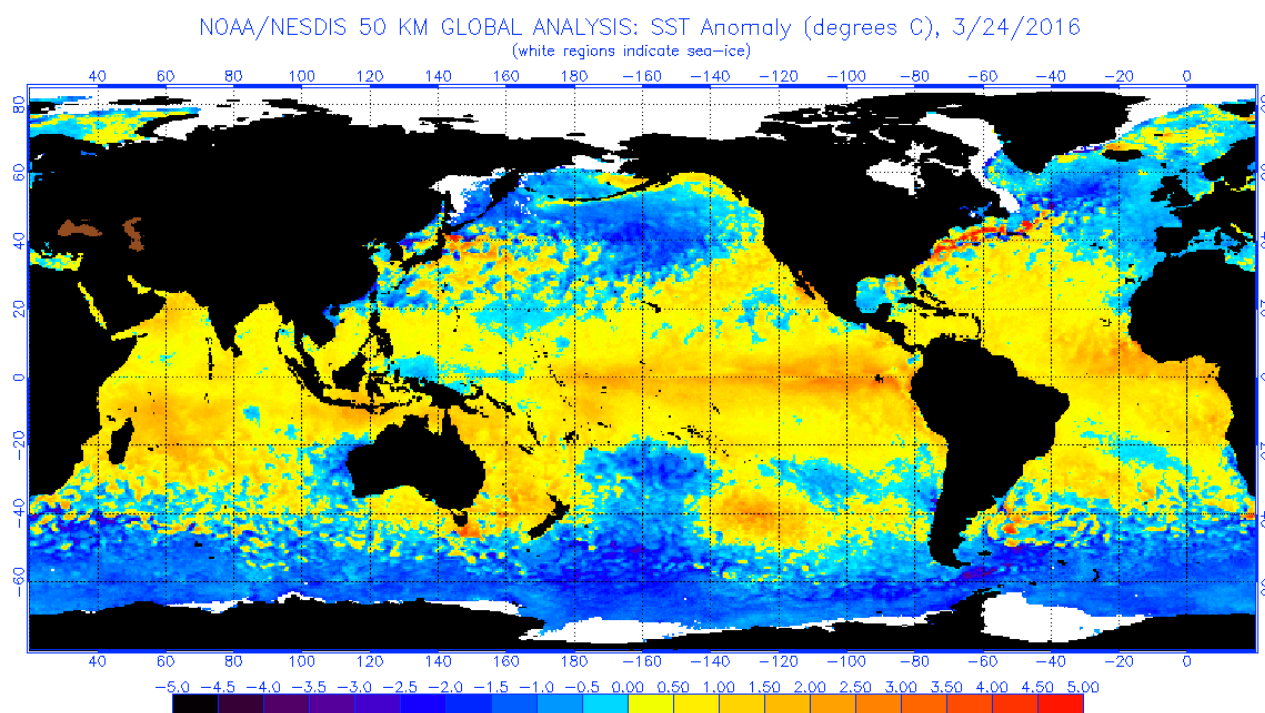 NOAA/NESDIS 50 KM GLOBAL ANALYSIS: SST Anomaly (degrees C), 3/24/2016
(white regions indicate sea-ice)
40 60 80 100 120 140 160 180 -160 -140 -120 -100 -80 -60 -40 -20 0
80
60
40
20
0
-20
-40
-60
40 60 80 100 120 140 160 180 -160 -140 -120 -100 -80 -60 -40 -20 0
-5.0 -4.5 -4.0 -3.5 -3.0 -2.5 -2.0 -1.5 -1.0 -0.5 0.00 0.50 1.00 1.50 2.00 2.50 3.00 3.50 4.00 4.50 5.00